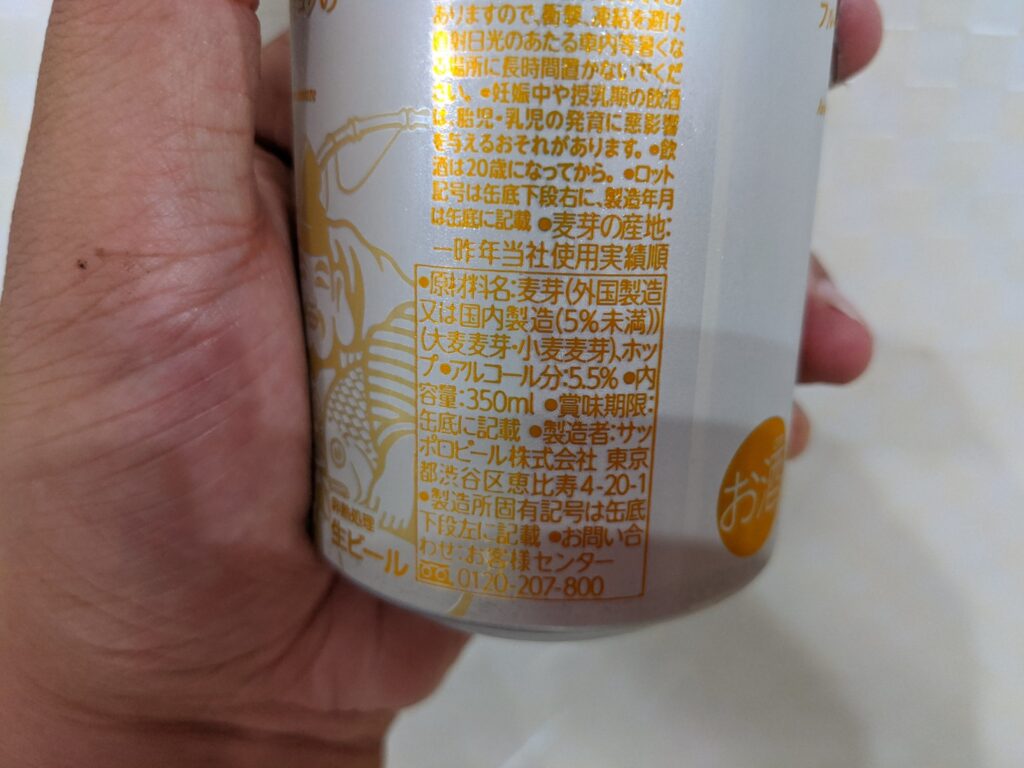 ありますので、衝撃、凍結を避け、
直射日光のあたる車内等暑くな
る場所に長時間置かないでくだ
さい。●妊娠中や授乳期の飲酒
は、胎児・乳児の発育に悪影響
を与えるおそれがあります。●飲
酒は20歳になってから。●ロット
記号は缶底下段右に、製造年月
は缶底に記載 ●麦芽の産地:
一昨年当社使用実績順
●原材料名:麦芽(外国製造
又は国内製造(5%未満))
(大麦麦芽・小麦麦芽)、ホッ
プ●アルコール分:5.5% ●内
容量:350ml ●賞味期限:
缶底に記載 ●製造者:サッ
ポロビール株式会社 東京
都渋谷区恵比寿4-20-1
●製造所固有記号は缶底
下段左に記載 ●お問い合
わせ:お客様センター
0120-207-800
非熱処理
生ビール
お酒